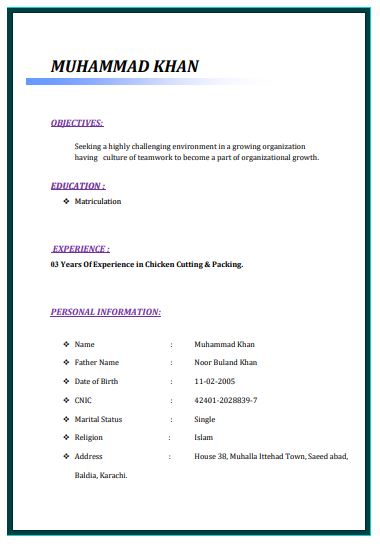 MUHAMMAD KHAN
OBJECTIVES:
Seeking a highly challenging environment in a growing organization
having culture of teamwork to become a part of organizational growth.
EDUCATION :
❖ Matriculation
EXPERIENCE :
03 Years Of Experience in Chicken Cutting & Packing.
PERSONAL INFORMATION:
❖ Name : Muhammad Khan
❖ Father Name : Noor Buland Khan
❖ Date of Birth : 11-02-2005
❖ CNIC : 42401-2028839-7
❖ Marital Status : Single
❖ Religion : Islam
❖ Address : House 38, Muhalla Ittehad Town, Saeed abad,
Baldia, Karachi.